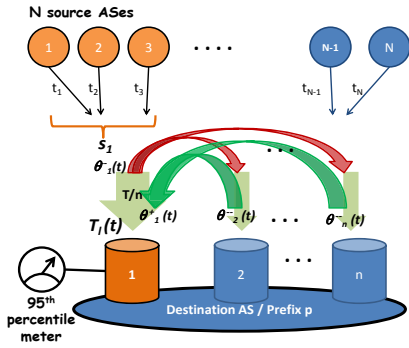 N source ASes
1 2 3 . . . . N-1 N
t1 t2 t3 tN-1 tN
s1
θ⁻1(t) . . .
T/n
Tl(t) θ⁺1(t) θ⁻2(t) . . . θ⁻n(t)
1 2 . . . n
95th
percentile
meter
Destination AS / Prefix p